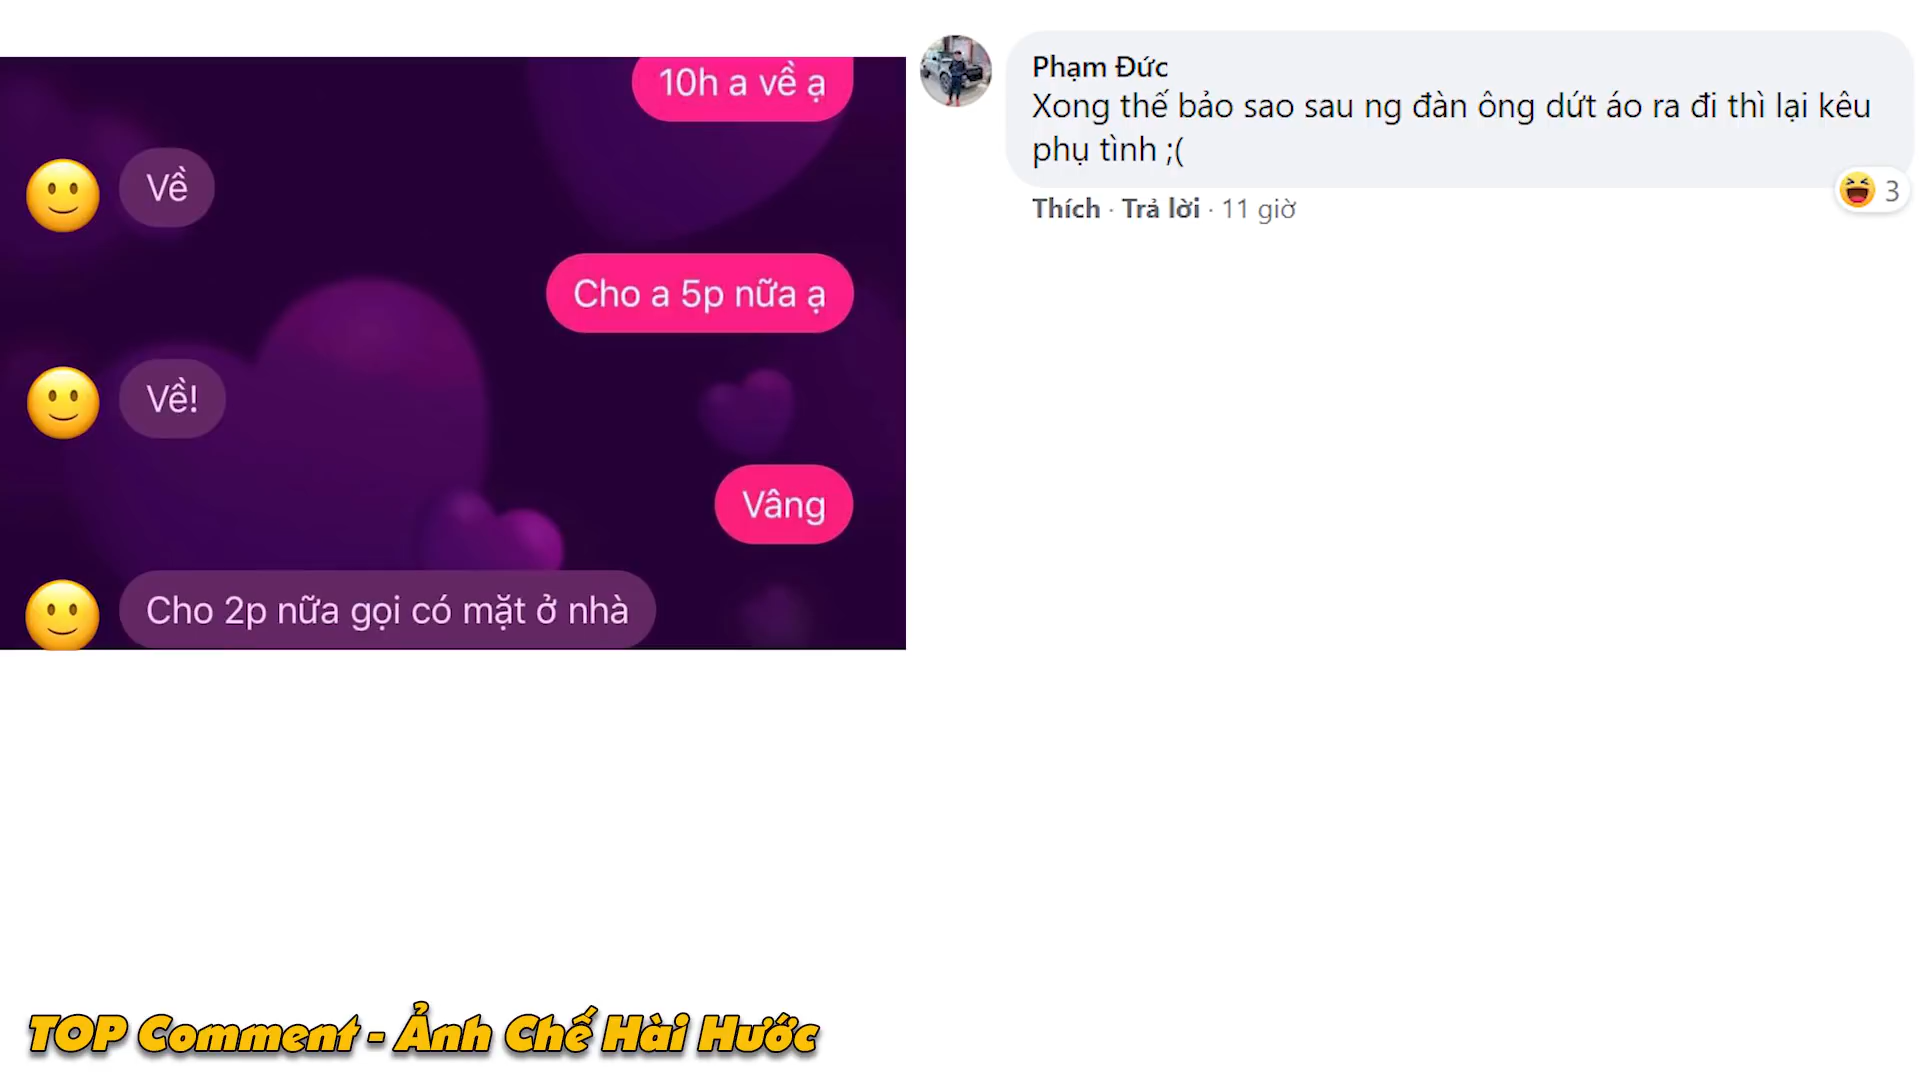 10h a về ạ
Về
Cho a 5p nữa ạ
Về!
Vâng
Cho 2p nữa gọi có mặt ở nhà
Phạm Đức
Xong thế bảo sao sau ng đàn ông dứt áo ra đi thì lại kêu
phụ tình ;(
3
Thích · Trả lời · 11 giờ
TOP Comment - Ảnh Chế Hài Hước